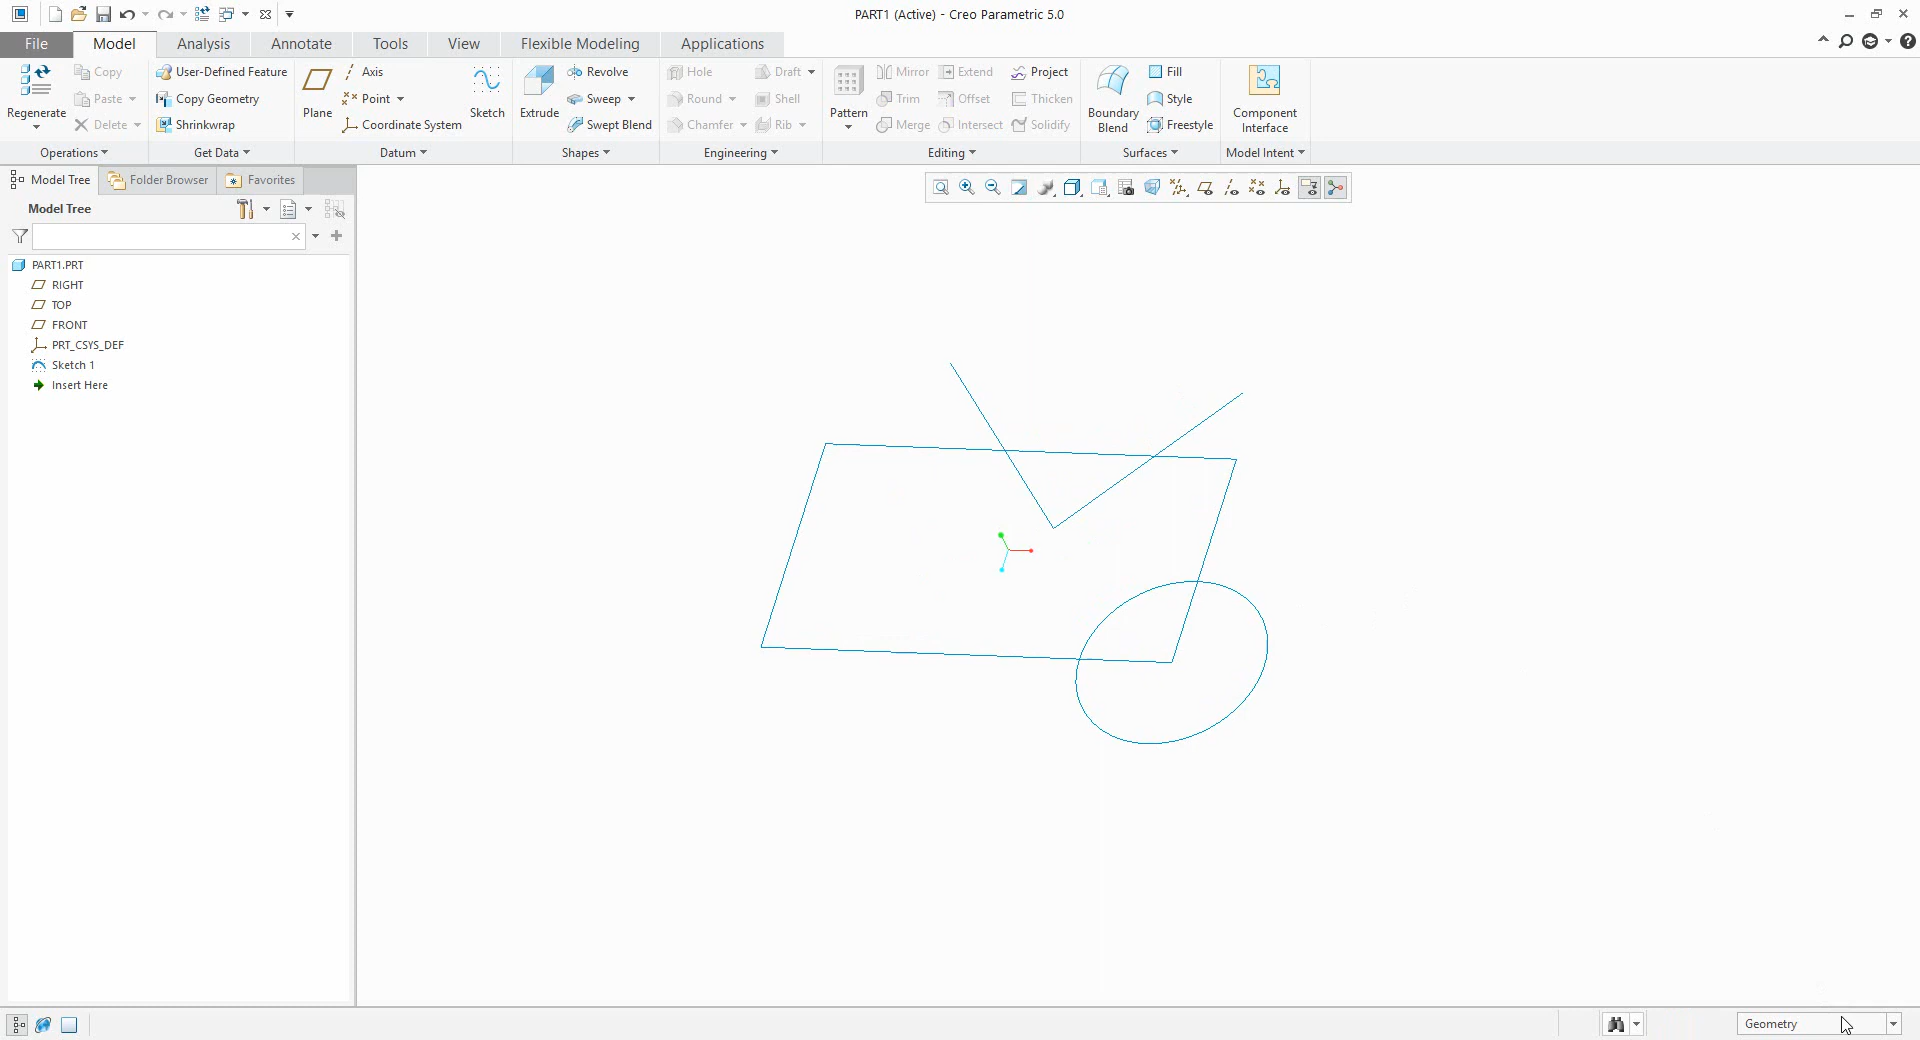 PART1 (Active) - Creo Parametric 5.0
File Model Analysis Annotate Tools View Flexible Modeling Applications
Regenerate
Copy
Paste
Delete
Operations
User-Defined Feature
Copy Geometry
Shrinkwrap
Get Data
Plane
Axis
Point
Coordinate System
Sketch
Datum
Extrude
Revolve
Sweep
Swept Blend
Shapes
Hole
Round
Chamfer
Draft
Shell
Rib
Engineering
Pattern
Mirror
Trim
Merge
Extend
Offset
Intersect
Project
Thicken
Solidify
Editing
Boundary
Blend
Fill
Style
Freestyle
Surfaces
Component
Interface
Model Intent
Model Tree Folder Browser Favorites
Model Tree
PART1.PRT
RIGHT
TOP
FRONT
PRT_CSYS_DEF
Sketch 1
Insert Here
Geometry